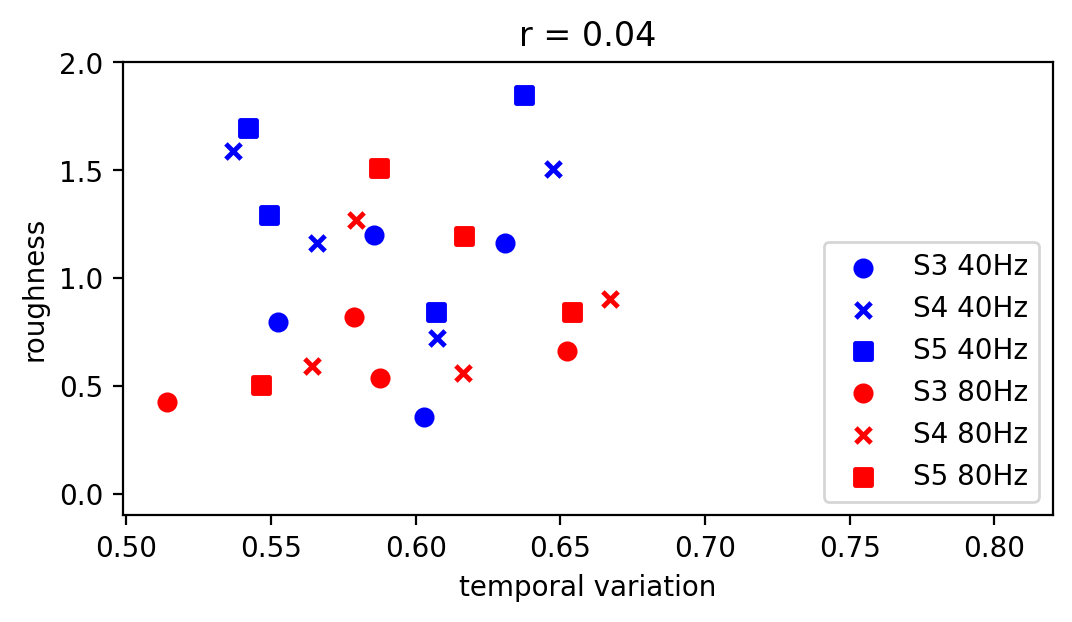 r = 0.04
2.0
1.5
1.0
0.5
0.0
roughness
S3 40Hz
S4 40Hz
S5 40Hz
S3 80Hz
S4 80Hz
S5 80Hz
0.50 0.55 0.60 0.65 0.70 0.75 0.80
temporal variation